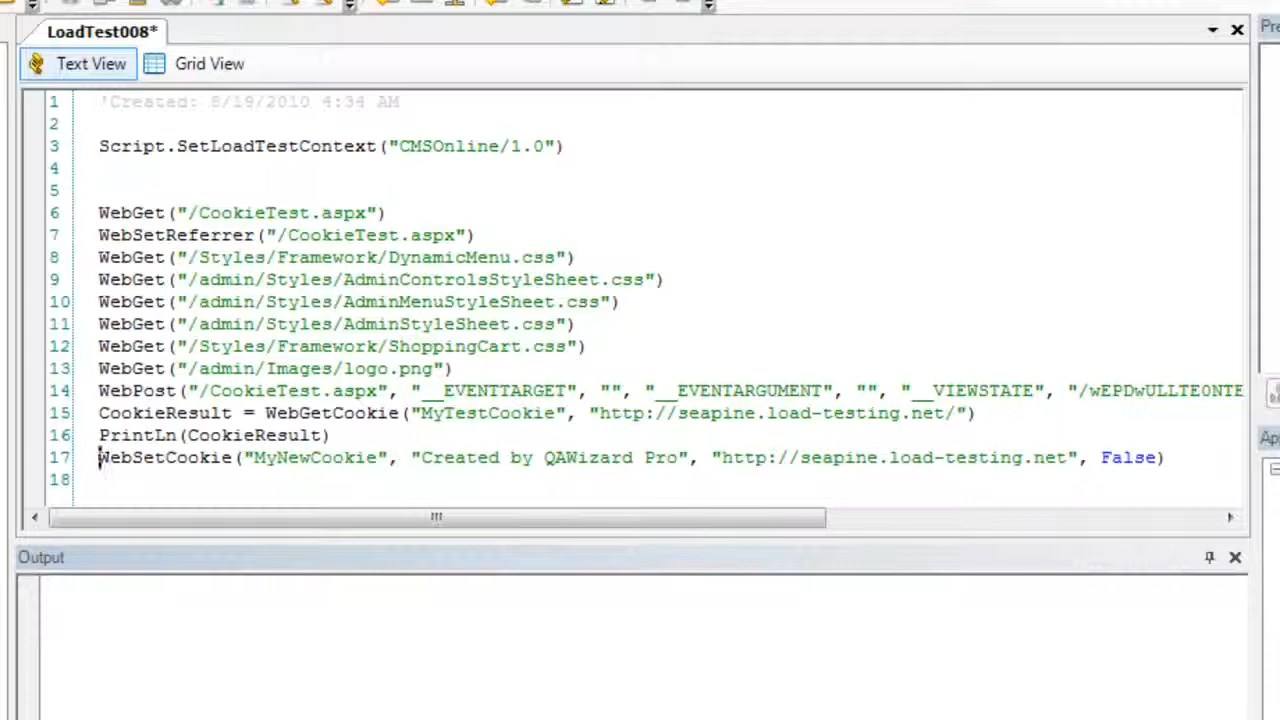 LoadTest008*
Pre
Text View Grid View
1 'Created: 8/19/2010 4:34 AM
2
3 Script.SetLoadTestContext("CMSOnline/1.0")
4
5
6 WebGet("/CookieTest.aspx")
7 WebSetReferrer("/CookieTest.aspx")
8 WebGet("/Styles/Framework/DynamicMenu.css")
9 WebGet("/admin/Styles/AdminControlsStyleSheet.css")
10 WebGet("/admin/Styles/AdminMenuStyleSheet.css")
11 WebGet("/admin/Styles/AdminStyleSheet.css")
12 WebGet("/Styles/Framework/ShoppingCart.css")
13 WebGet("/admin/Images/logo.png")
14 WebPost("/CookieTest.aspx", "__EVENTTARGET", "", "__EVENTARGUMENT", "", "__VIEWSTATE", "/wEPDwULLTE0NTE
15 CookieResult = WebGetCookie("MyTestCookie", "http://seapine.load-testing.net/")
16 PrintLn(CookieResult)
17 WebSetCookie("MyNewCookie", "Created by QAWizard Pro", "http://seapine.load-testing.net", False)
18
Ap
Output